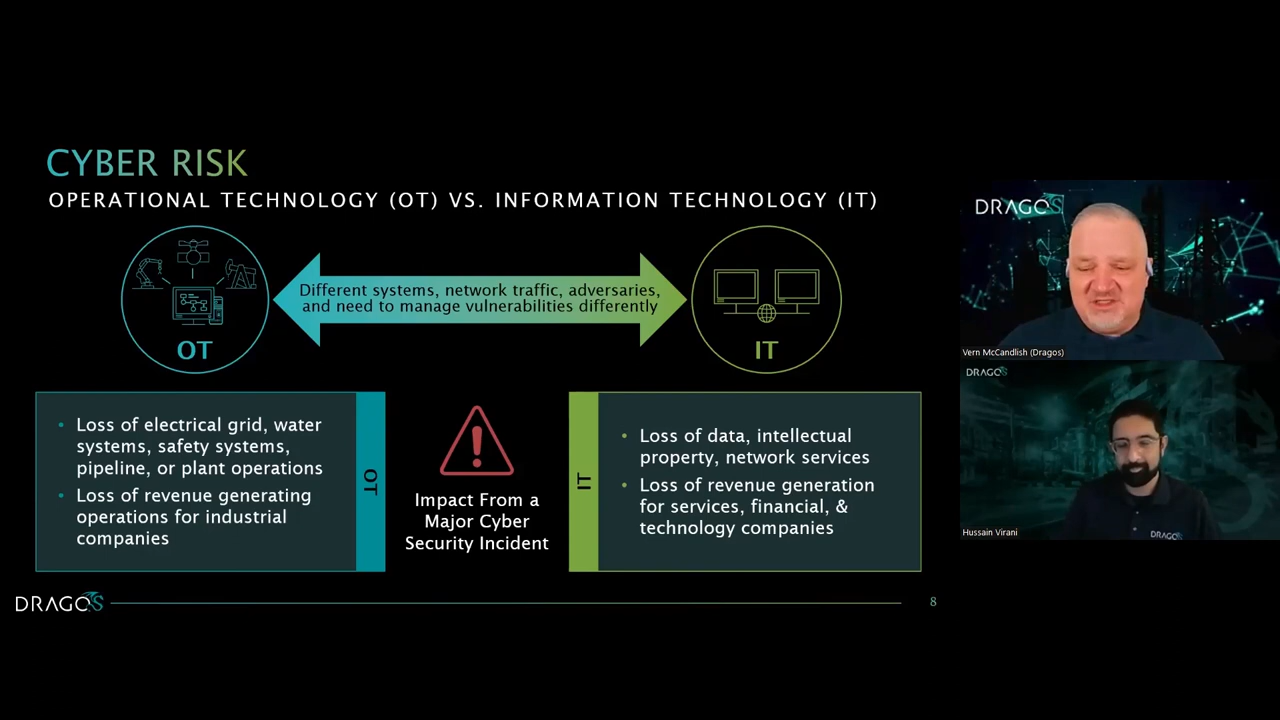 CYBER RISK
OPERATIONAL TECHNOLOGY (OT) VS. INFORMATION TECHNOLOGY (IT)
Different systems, network traffic, adversaries,
and need to manage vulnerabilities differently
OT
IT
• Loss of electrical grid, water
systems, safety systems,
pipeline, or plant operations
• Loss of revenue generating
operations for industrial
companies
OT
Impact From a
Major Cyber
Security Incident
IT
• Loss of data, intellectual
property, network services
• Loss of revenue generation
for services, financial, &
technology companies
DRAGOS
8
DRAGOS
Vern McCandlish (Dragos)
DRAGOS
DRAGOS
Hussain Virani